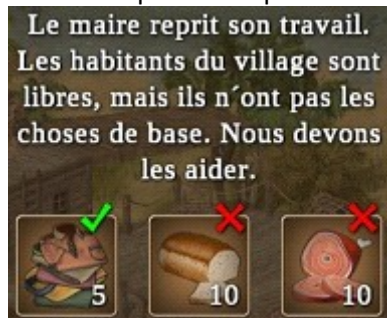 Le maire reprit son travail.
Les habitants du village sont
libres, mais ils n´ont pas les
choses de base. Nous devons
les aider.
5 10 10